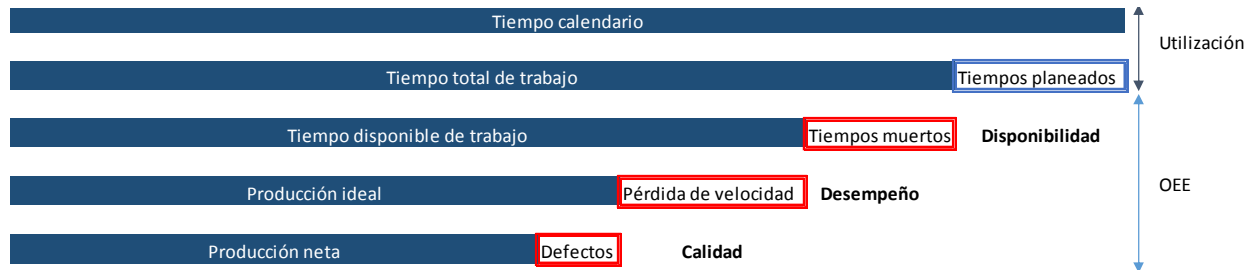 Tiempo calendario
Utilización
Tiempo total de trabajo Tiempos planeados
Tiempo disponible de trabajo Tiempos muertos Disponibilidad
Producción ideal Pérdida de velocidad Desempeño OEE
Producción neta Defectos Calidad